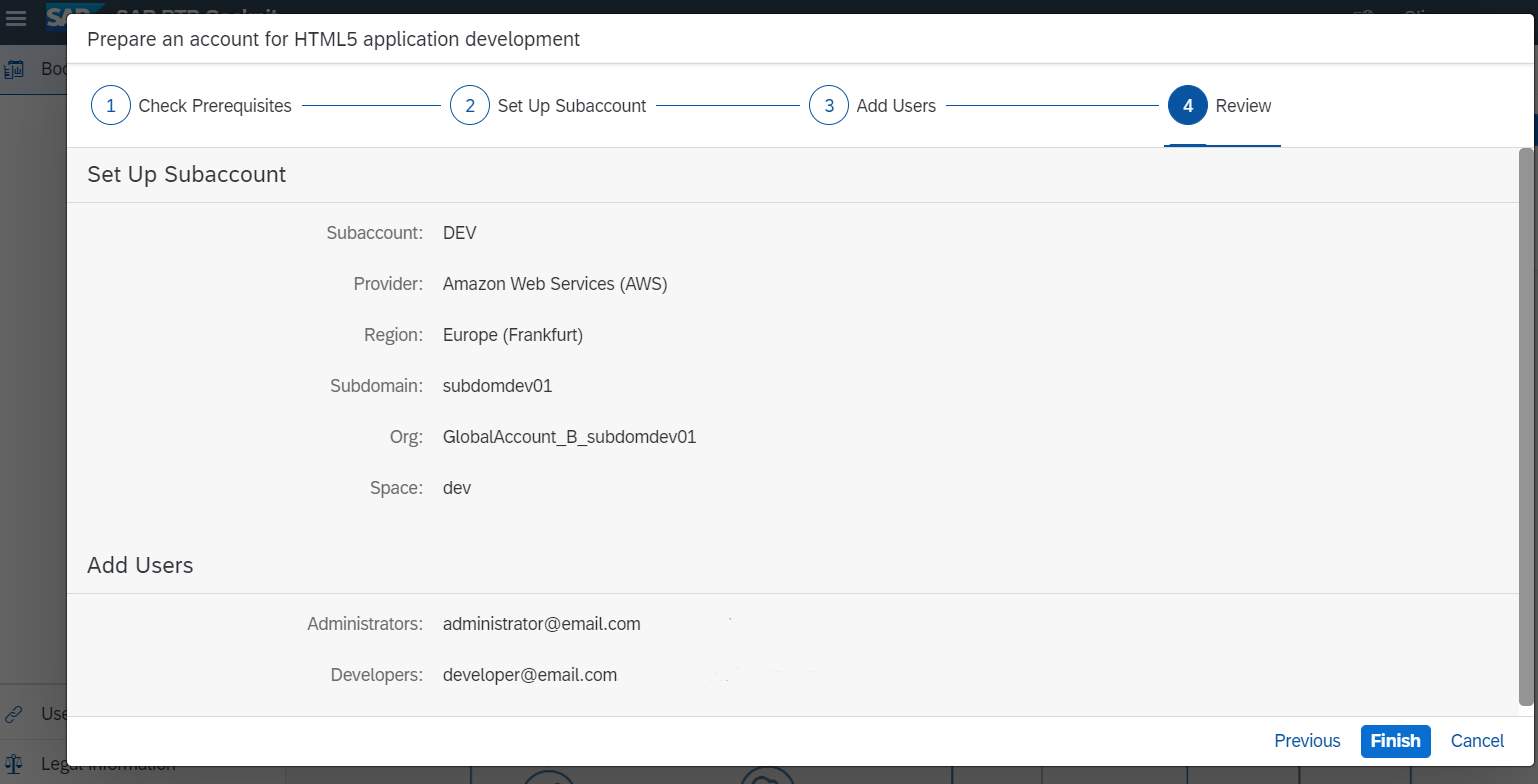 SAP BTP Cockpit
Prepare an account for HTML5 application development
1 Check Prerequisites 2 Set Up Subaccount 3 Add Users 4 Review
Set Up Subaccount
Subaccount: DEV
Provider: Amazon Web Services (AWS)
Region: Europe (Frankfurt)
Subdomain: subdomdev01
Org: GlobalAccount_B_subdomdev01
Space: dev
Add Users
Administrators: administrator@email.com
Developers: developer@email.com
Legal Information
Previous Finish Cancel